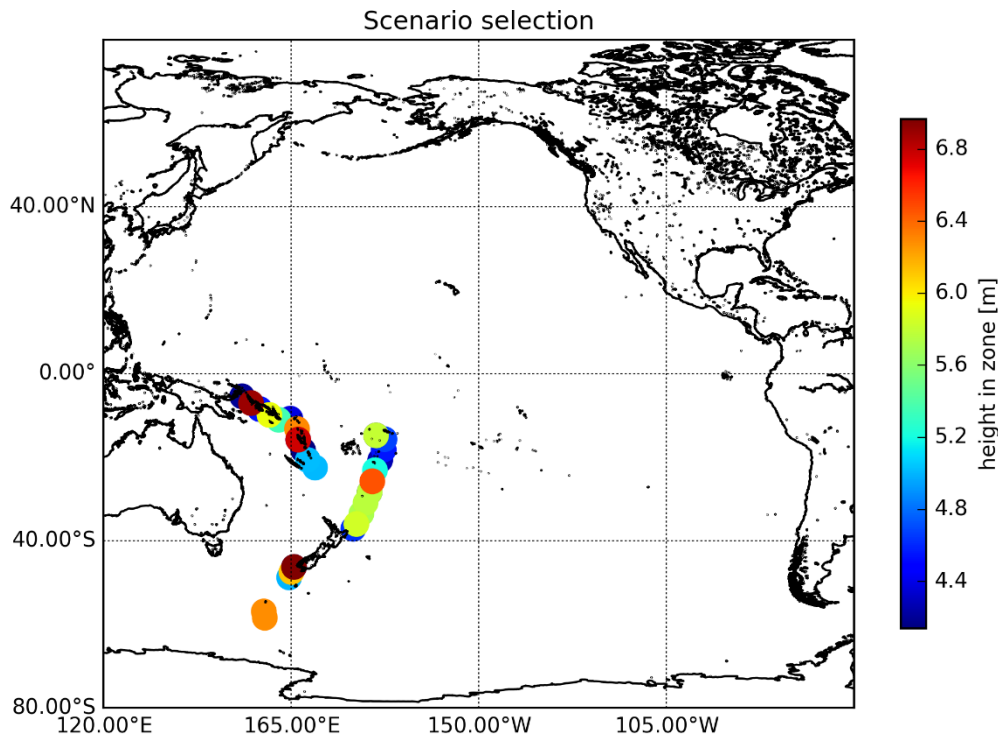 Scenario selection
40.00°N
0.00°
40.00°S
80.00°S
120.00°E
165.00°E
150.00°W
105.00°W
6.8
6.4
6.0
5.6
5.2
4.8
4.4
height in zone [m]